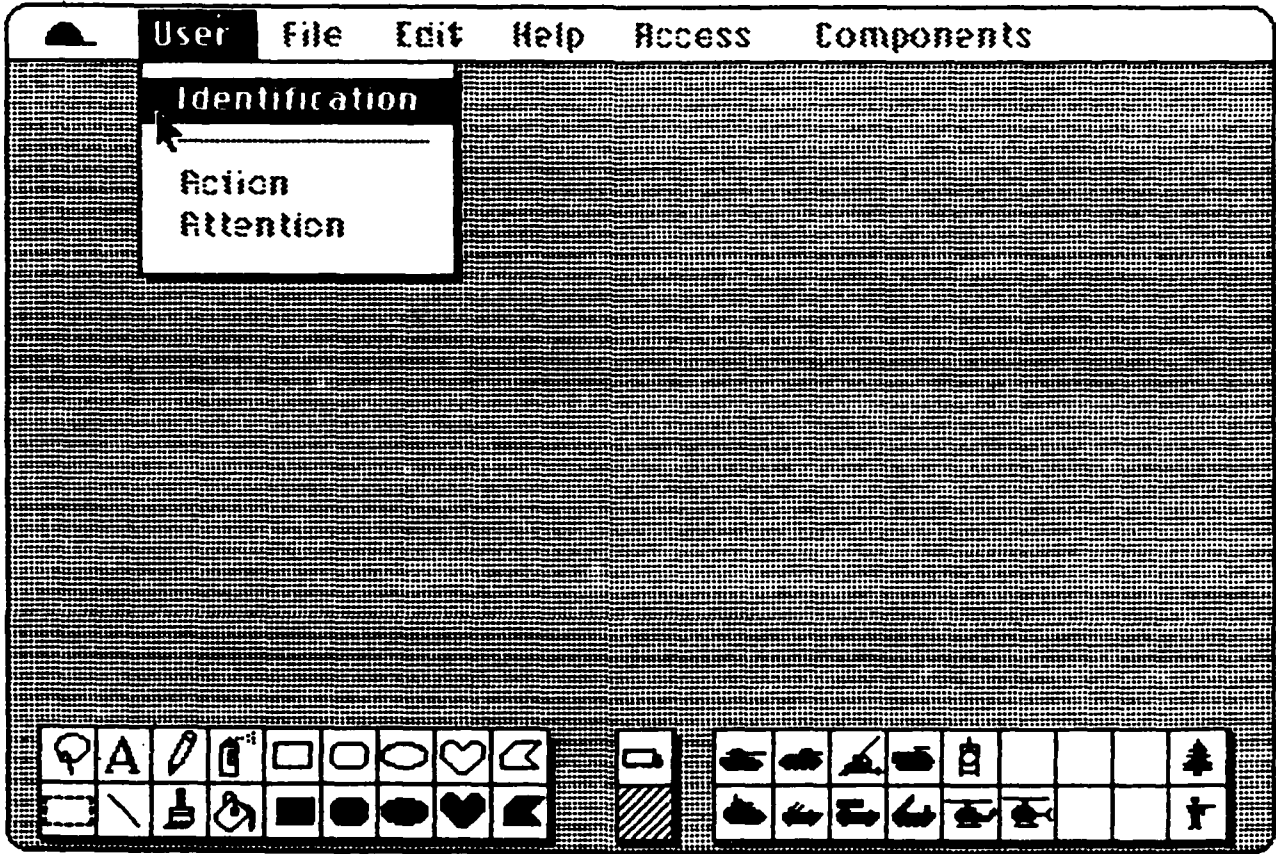 User File Edit Help Access Components
Identification
Action
Attention
A